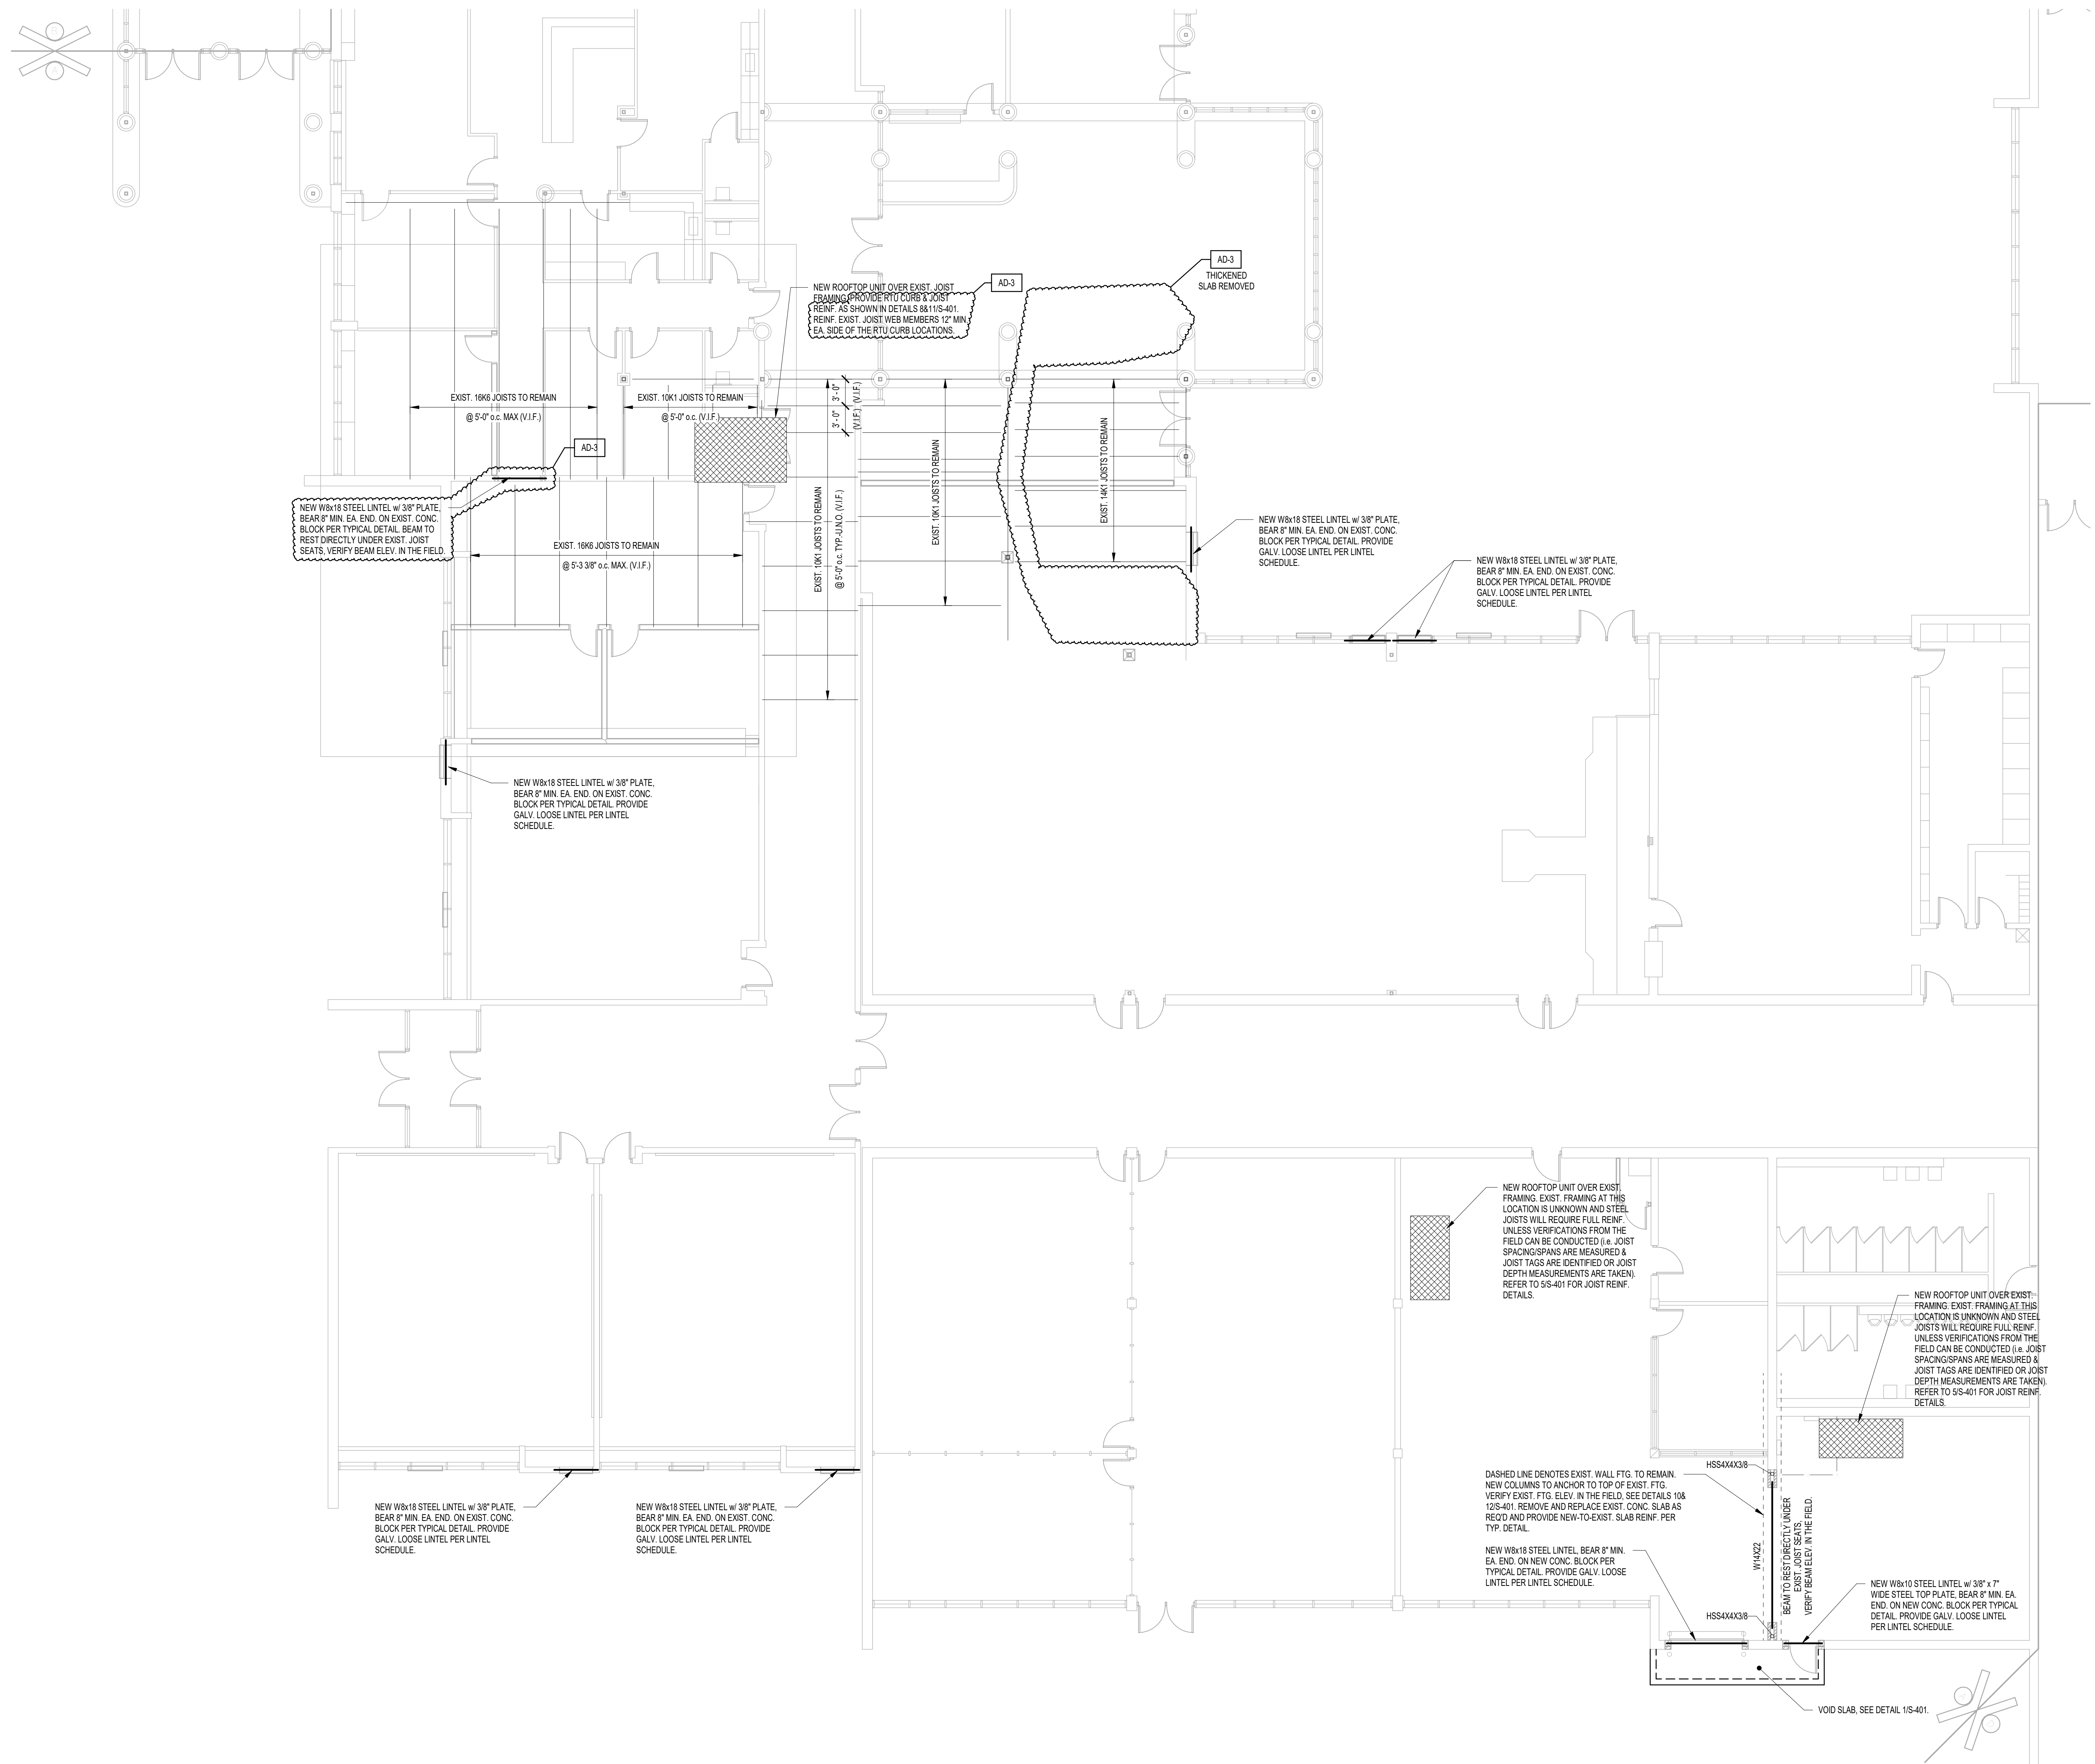 AD-3
THICKENED
SLAB REMOVED
AD-3
NEW ROOFTOP UNIT OVER EXIST. JOIST
FRAMING. PROVIDE RTU CURB & JOIST
REINF. AS SHOWN IN DETAILS 8&11/S-401.
REINF. EXIST. JOIST WEB MEMBERS 12" MIN
EA. SIDE OF THE RTU CURB LOCATIONS.
EXIST. 16K6 JOISTS TO REMAIN
@ 5'-0" o.c. MAX (V.I.F.)
EXIST. 10K1 JOISTS TO REMAIN
@ 5'-0" o.c. (V.I.F.)
3' - 0"
(V.I.F.)
3' - 0"
(V.I.F.)
AD-3
NEW W8x18 STEEL LINTEL w/ 3/8" PLATE,
BEAR 8" MIN. EA. END. ON EXIST. CONC.
BLOCK PER TYPICAL DETAIL. BEAM TO
REST DIRECTLY UNDER EXIST. JOIST
SEATS, VERIFY BEAM ELEV. IN THE FIELD.
EXIST. 16K6 JOISTS TO REMAIN
@ 5'-3 3/8" o.c. MAX. (V.I.F.)
EXIST. 10K1 JOISTS TO REMAIN
@ 5'-0" o.c. TYP.-U.N.O. (V.I.F.)
EXIST. 10K1 JOISTS TO REMAIN
EXIST. 14K1 JOISTS TO REMAIN
NEW W8x18 STEEL LINTEL w/ 3/8" PLATE,
BEAR 8" MIN. EA. END. ON EXIST. CONC.
BLOCK PER TYPICAL DETAIL. PROVIDE
GALV. LOOSE LINTEL PER LINTEL
SCHEDULE.
NEW W8x18 STEEL LINTEL w/ 3/8" PLATE,
BEAR 8" MIN. EA. END. ON EXIST. CONC.
BLOCK PER TYPICAL DETAIL. PROVIDE
GALV. LOOSE LINTEL PER LINTEL
SCHEDULE.
NEW W8x18 STEEL LINTEL w/ 3/8" PLATE,
BEAR 8" MIN. EA. END. ON EXIST. CONC.
BLOCK PER TYPICAL DETAIL. PROVIDE
GALV. LOOSE LINTEL PER LINTEL
SCHEDULE.
NEW ROOFTOP UNIT OVER EXIST.
FRAMING. EXIST. FRAMING AT THIS
LOCATION IS UNKNOWN AND STEEL
JOISTS WILL REQUIRE FULL REINF.
UNLESS VERIFICATIONS FROM THE
FIELD CAN BE CONDUCTED (i.e. JOIST
SPACING/SPANS ARE MEASURED &
JOIST TAGS ARE IDENTIFIED OR JOIST
DEPTH MEASUREMENTS ARE TAKEN).
REFER TO 5/S-401 FOR JOIST REINF.
DETAILS.
NEW ROOFTOP UNIT OVER EXIST.
FRAMING. EXIST. FRAMING AT THIS
LOCATION IS UNKNOWN AND STEEL
JOISTS WILL REQUIRE FULL REINF.
UNLESS VERIFICATIONS FROM THE
FIELD CAN BE CONDUCTED (i.e. JOIST
SPACING/SPANS ARE MEASURED &
JOIST TAGS ARE IDENTIFIED OR JOIST
DEPTH MEASUREMENTS ARE TAKEN).
REFER TO 5/S-401 FOR JOIST REINF.
DETAILS.
NEW W8x18 STEEL LINTEL w/ 3/8" PLATE,
BEAR 8" MIN. EA. END. ON EXIST. CONC.
BLOCK PER TYPICAL DETAIL. PROVIDE
GALV. LOOSE LINTEL PER LINTEL
SCHEDULE.
NEW W8x18 STEEL LINTEL w/ 3/8" PLATE,
BEAR 8" MIN. EA. END. ON EXIST. CONC.
BLOCK PER TYPICAL DETAIL. PROVIDE
GALV. LOOSE LINTEL PER LINTEL
SCHEDULE.
HSS4X4X3/8
DASHED LINE DENOTES EXIST. WALL FTG. TO REMAIN.
NEW COLUMNS TO ANCHOR TO TOP OF EXIST. FTG.
VERIFY EXIST. FTG. ELEV. IN THE FIELD, SEE DETAILS 10&
12/S-401. REMOVE AND REPLACE EXIST. CONC. SLAB AS
REQ'D AND PROVIDE NEW-TO-EXIST. SLAB REINF. PER
TYP. DETAIL.
NEW W8x18 STEEL LINTEL, BEAR 8" MIN.
EA. END. ON NEW CONC. BLOCK PER
TYPICAL DETAIL. PROVIDE GALV. LOOSE
LINTEL PER LINTEL SCHEDULE.
W14X22
BEAM TO REST DIRECTLY UNDER
EXIST. JOIST SEATS,
VERIFY BEAM ELEV. IN THE FIELD.
HSS4X4X3/8
NEW W8x10 STEEL LINTEL w/ 3/8" x 7"
WIDE STEEL TOP PLATE, BEAR 8" MIN. EA.
END. ON NEW CONC. BLOCK PER TYPICAL
DETAIL. PROVIDE GALV. LOOSE LINTEL
PER LINTEL SCHEDULE.
VOID SLAB, SEE DETAIL 1/S-401.